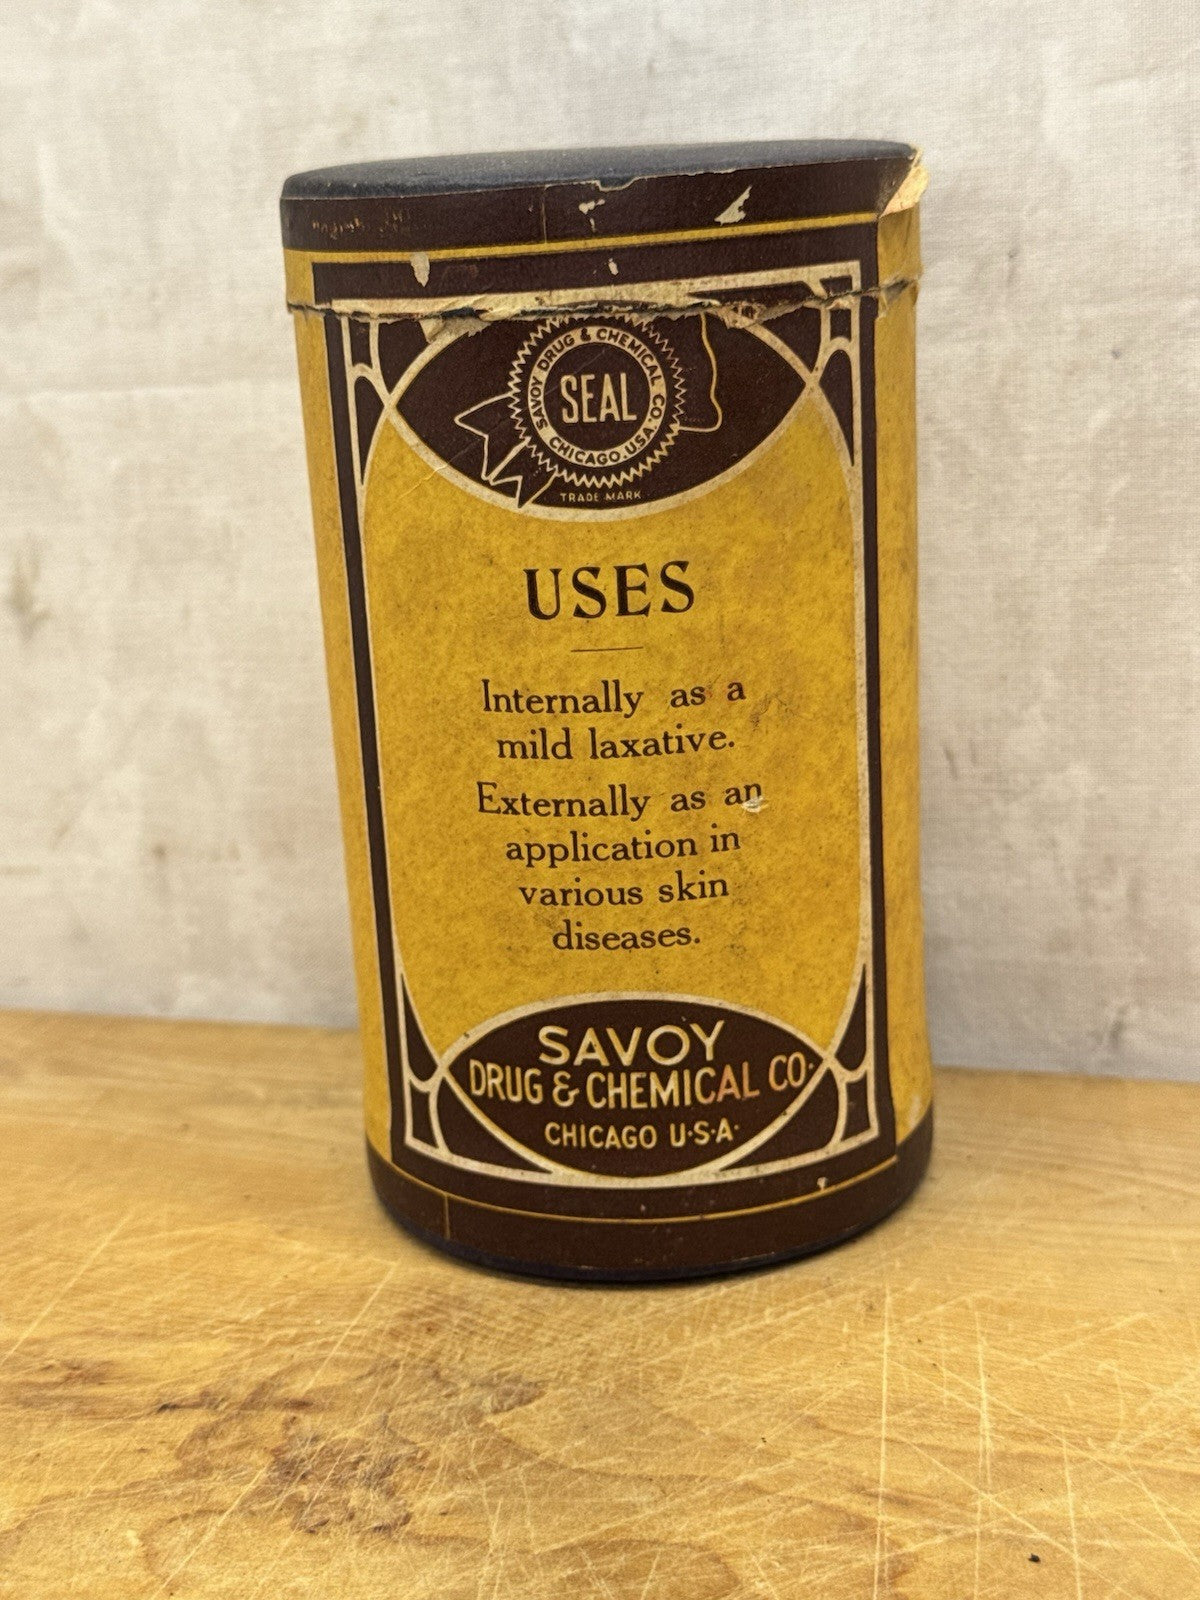 SAVOY DRUG & CHEMICAL CO.
CHICAGO. USA.
SEAL
TRADE MARK
USES
Internally as a
mild laxative.
Externally as an
application in
various skin
diseases.
SAVOY
DRUG & CHEMICAL CO.
CHICAGO U·S·A·